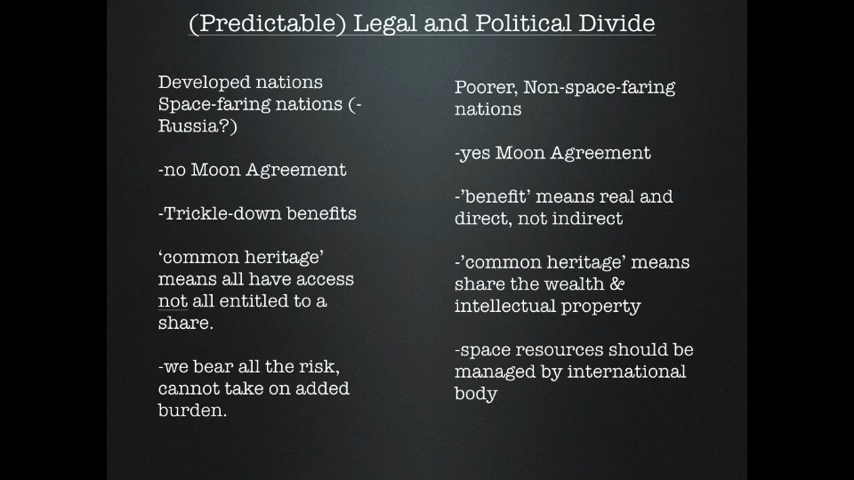 (Predictable) Legal and Political Divide
Developed nations
Space-faring nations (-
Russia?)
-no Moon Agreement
-Trickle-down benefits
‘common heritage’
means all have access
not all entitled to a
share.
-we bear all the risk,
cannot take on added
burden.
Poorer, Non-space-faring
nations
-yes Moon Agreement
-’benefit’ means real and
direct, not indirect
-’common heritage’ means
share the wealth &
intellectual property
-space resources should be
managed by international
body